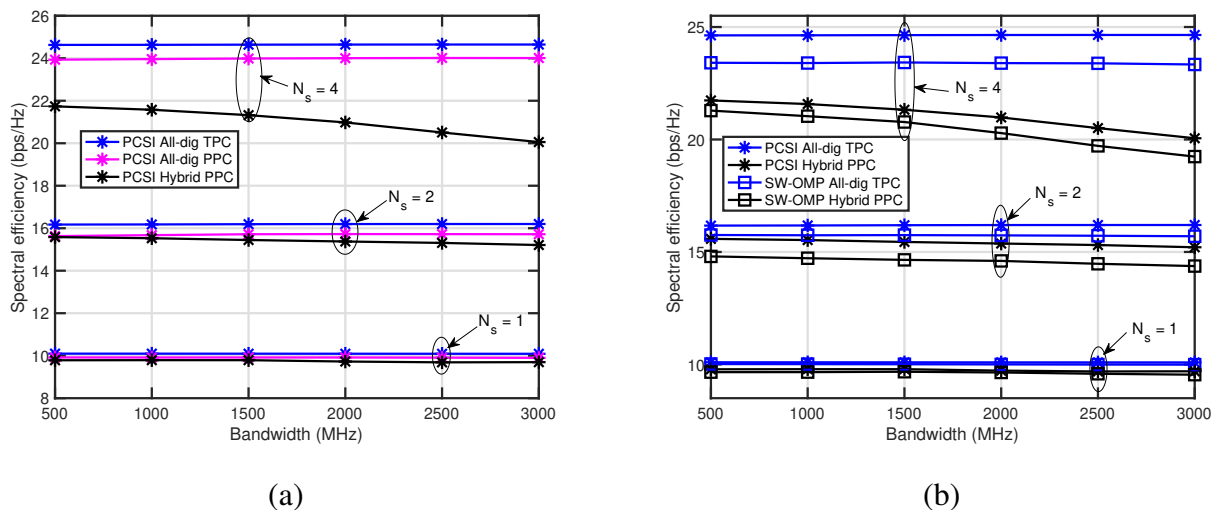 26
24
22
20
18
16
14
12
10
8
Spectral efficiency (bps/Hz)
N_s = 4
PCSI All-dig TPC
PCSI All-dig PPC
PCSI Hybrid PPC
N_s = 2
N_s = 1
500 1000 1500 2000 2500 3000
Bandwidth (MHz)
(a)
25
20
15
10
Spectral efficiency (bps/Hz)
N_s = 4
PCSI All-dig TPC
PCSI Hybrid PPC
SW-OMP All-dig TPC
SW-OMP Hybrid PPC
N_s = 2
N_s = 1
500 1000 1500 2000 2500 3000
Bandwidth (MHz)
(b)